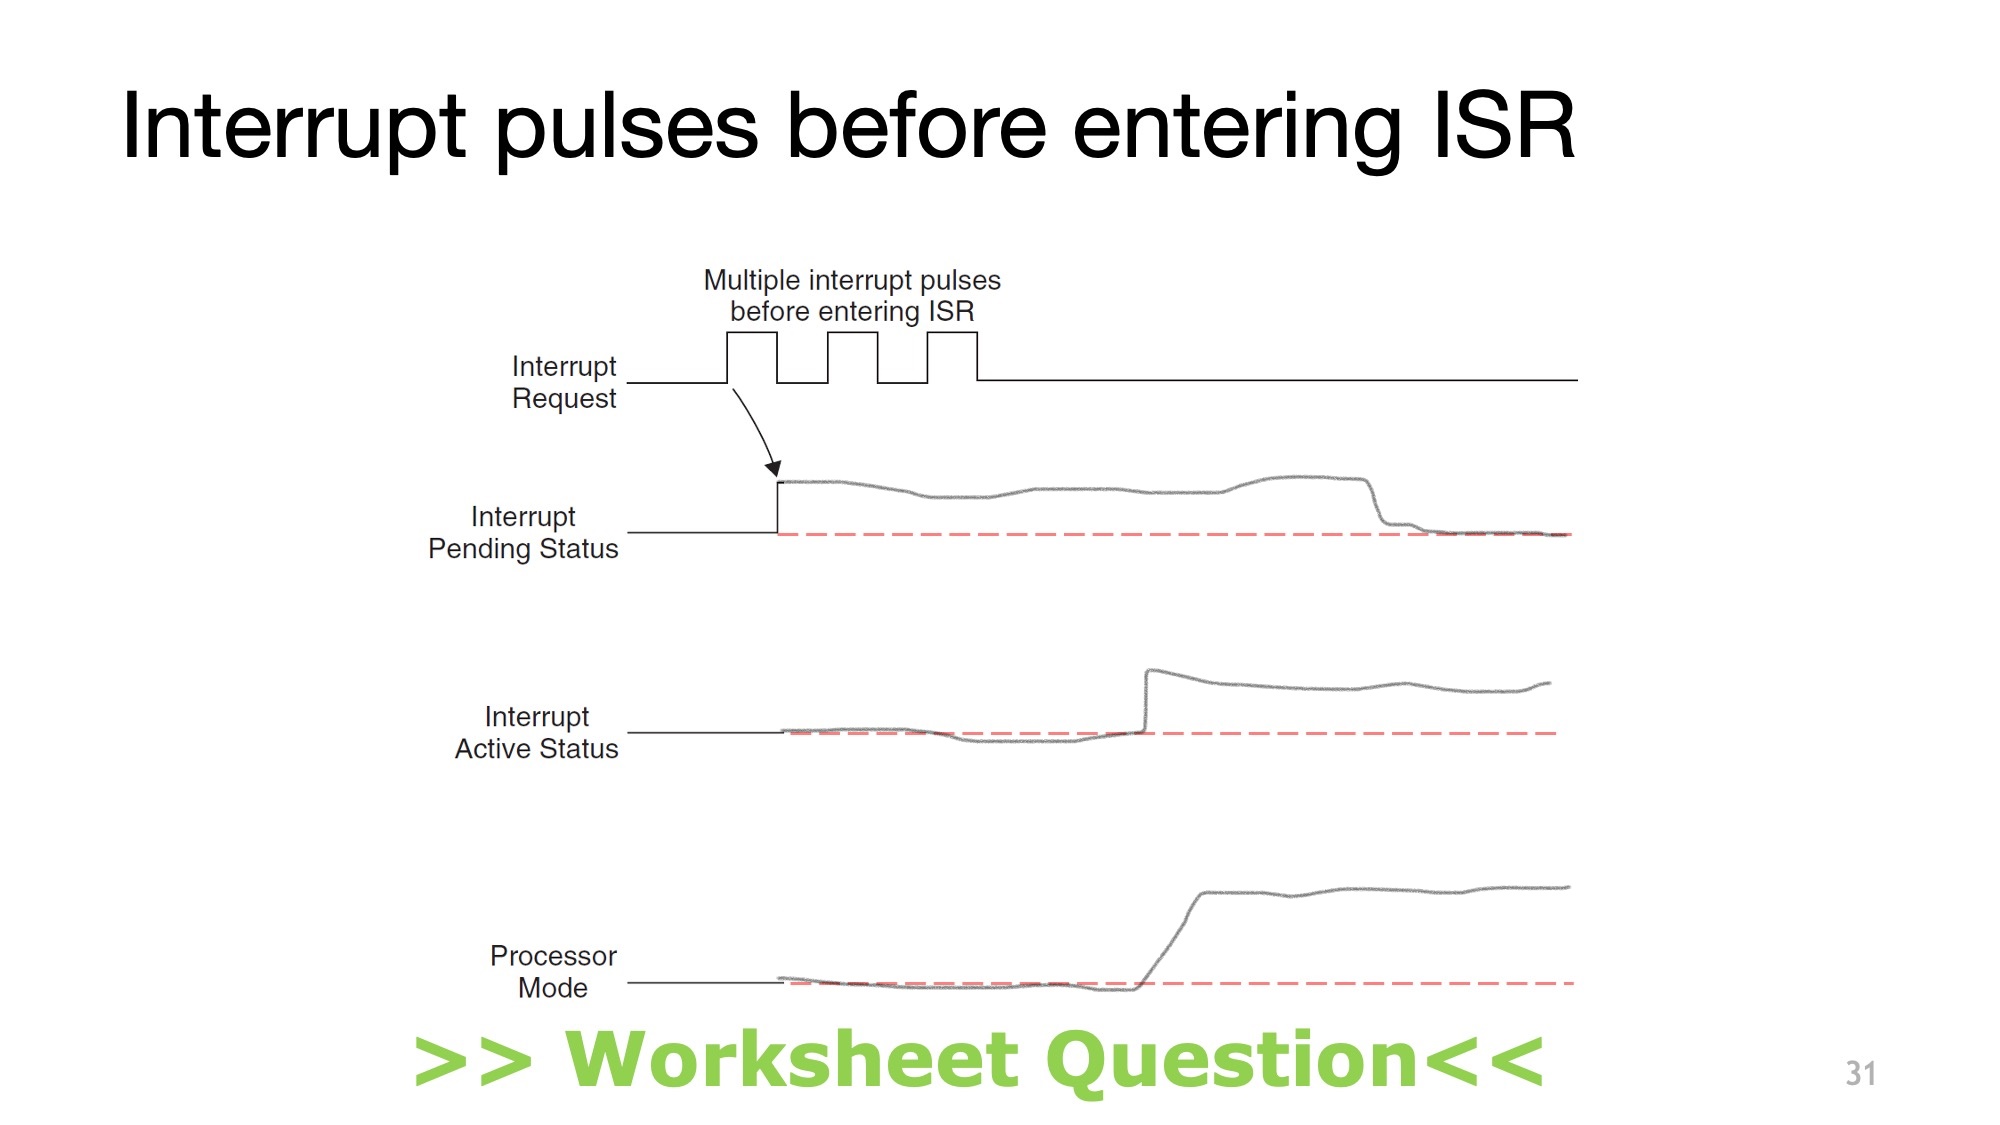 Interrupt pulses before entering ISR
Multiple interrupt pulses
before entering ISR
Interrupt
Request
Interrupt
Pending Status
Interrupt
Active Status
Processor
Mode
>> Worksheet Question<<
31